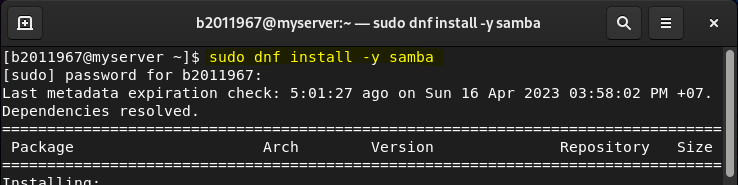 b2011967@myserver:~ — sudo dnf install -y samba
[b2011967@myserver ~]$ sudo dnf install -y samba
[sudo] password for b2011967:
Last metadata expiration check: 5:01:27 ago on Sun 16 Apr 2023 03:58:02 PM +07.
Dependencies resolved.
================================================================================
Package Arch Version Repository Size
================================================================================
Installing: